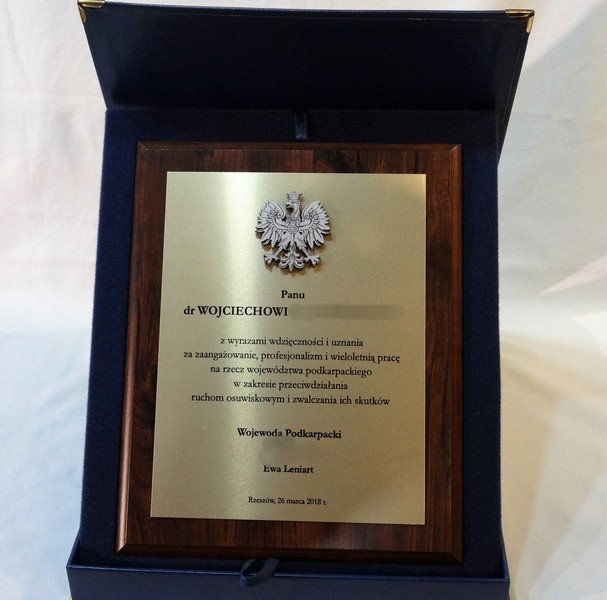 Panu
dr WOJCIECHOWI
z wyrazami wdzięczności i uznania
za zaangażowanie, profesjonalizm i wieloletnią pracę
na rzecz województwa podkarpackiego
w zakresie przeciwdziałania
ruchom osuwiskowym i zwalczania ich skutków
Wojewoda Podkarpacki
Ewa Leniart
Rzeszów, 26 marca 2018 r.